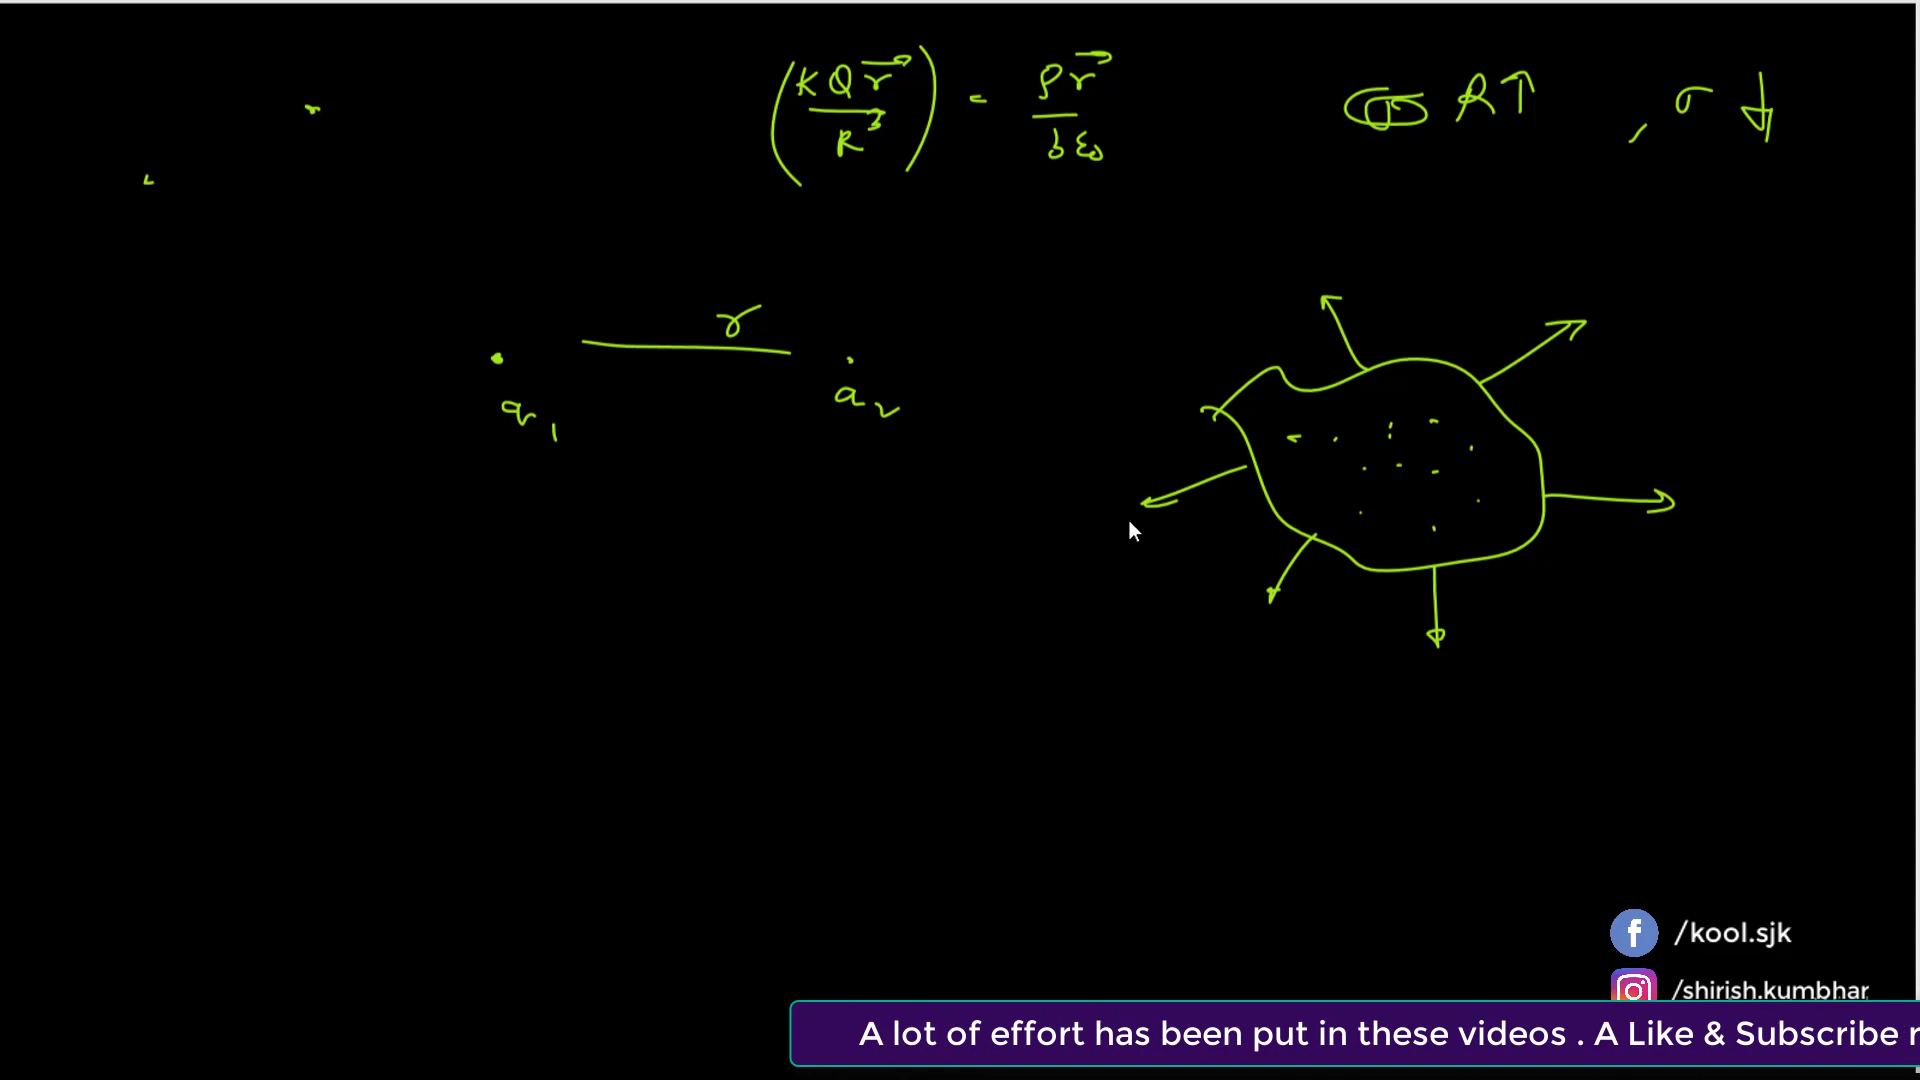 (KQr⃗ / R³) = ρr⃗ / 3ε₀ R↑ , σ ↓
r
q₁ q₂
/kool.sjk
/shirish.kumbhar
A lot of effort has been put in these videos . A Like & Subscribe